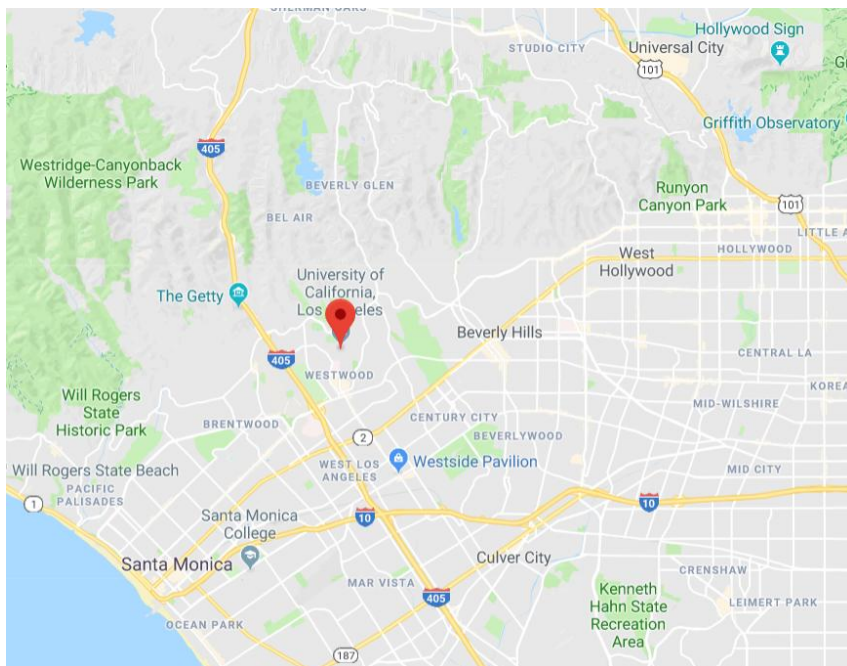 SHERMAN OAKS
STUDIO CITY
Hollywood Sign
Universal City
101
Griffith Observatory
405
Westridge-Canyonback
Wilderness Park
BEVERLY GLEN
Runyon
Canyon Park
101
BEL AIR
LITTLE A
HOLLYWOOD
West
Hollywood
University of
California,
Los Angeles
The Getty
Beverly Hills
405
CENTRAL LA
WESTWOOD
KOREA
Will Rogers
State
Historic Park
MID-WILSHIRE
BRENTWOOD
CENTURY CITY
2
BEVERLYWOOD
Will Rogers State Beach
WEST LOS
ANGELES
Westside Pavilion
MID CITY
PACIFIC
PALISADES
1
10
Santa Monica
College
10
Santa Monica
Culver City
CRENSHAW
MAR VISTA
405
Kenneth
Hahn State
Recreation
Area
LEIMERT PARK
OCEAN PARK
187